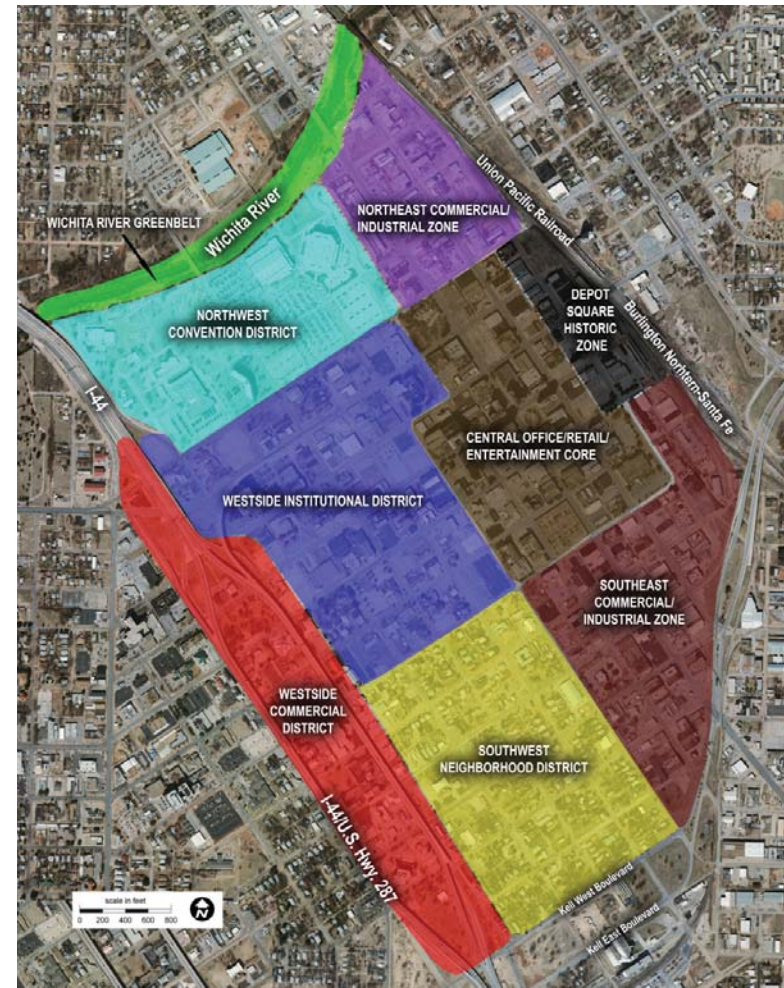 Union Pacific Railroad
WICHITA RIVER GREENBELT
Wichita River
NORTHEAST COMMERCIAL/
INDUSTRIAL ZONE
DEPOT
SQUARE
HISTORIC
ZONE
NORTHWEST
CONVENTION DISTRICT
Burlington Norhtern-Santa Fe
I-44
CENTRAL OFFICE/RETAIL/
ENTERTAINMENT CORE
WESTSIDE INSTITUTIONAL DISTRICT
SOUTHEAST
COMMERCIAL/
INDUSTRIAL ZONE
WESTSIDE
COMMERCIAL
DISTRICT
SOUTHWEST
NEIGHBORHOOD DISTRICT
I-44/U.S. Hwy 287
Kell West Boulevard
Kell East Boulevard
scale in feet
0 200 400 600 800
N